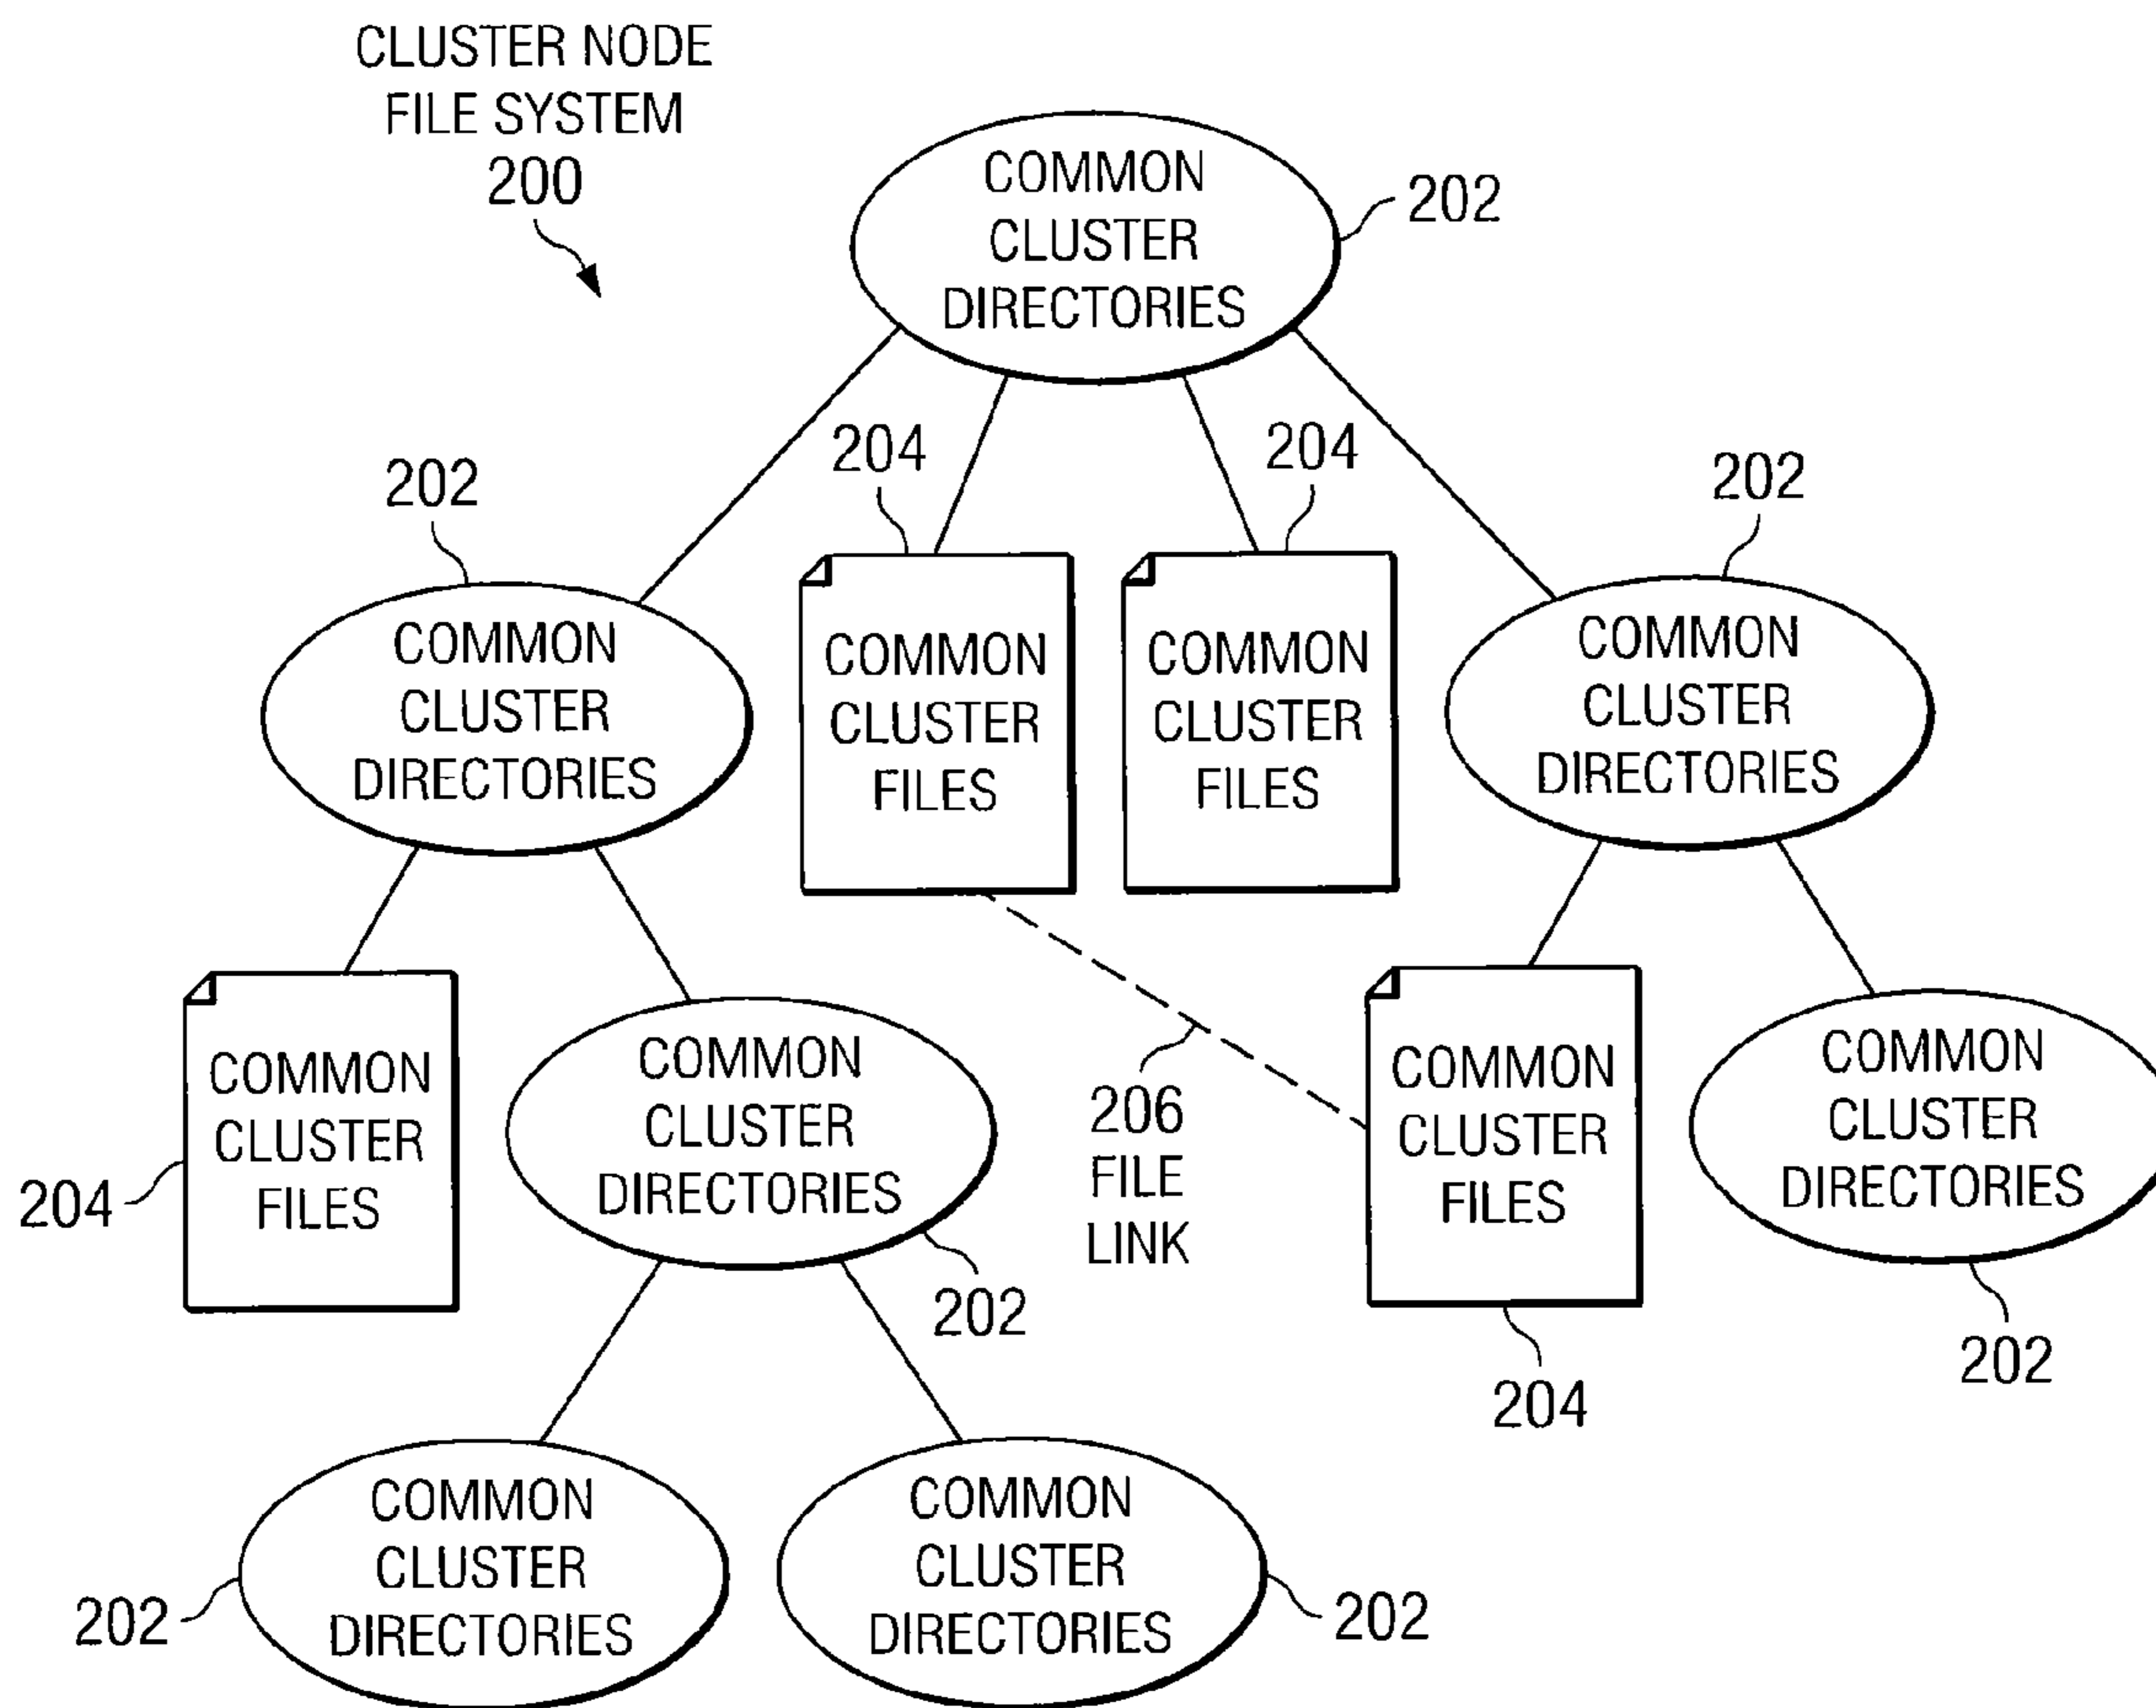 CLUSTER NODE
FILE SYSTEM
200
COMMON
CLUSTER
DIRECTORIES
202
202
204
204
202
COMMON
CLUSTER
DIRECTORIES
COMMON
CLUSTER
FILES
COMMON
CLUSTER
FILES
COMMON
CLUSTER
DIRECTORIES
COMMON
CLUSTER
FILES
204
COMMON
CLUSTER
DIRECTORIES
202
206
FILE
LINK
COMMON
CLUSTER
FILES
204
COMMON
CLUSTER
DIRECTORIES
202
COMMON
CLUSTER
DIRECTORIES
202
COMMON
CLUSTER
DIRECTORIES
202